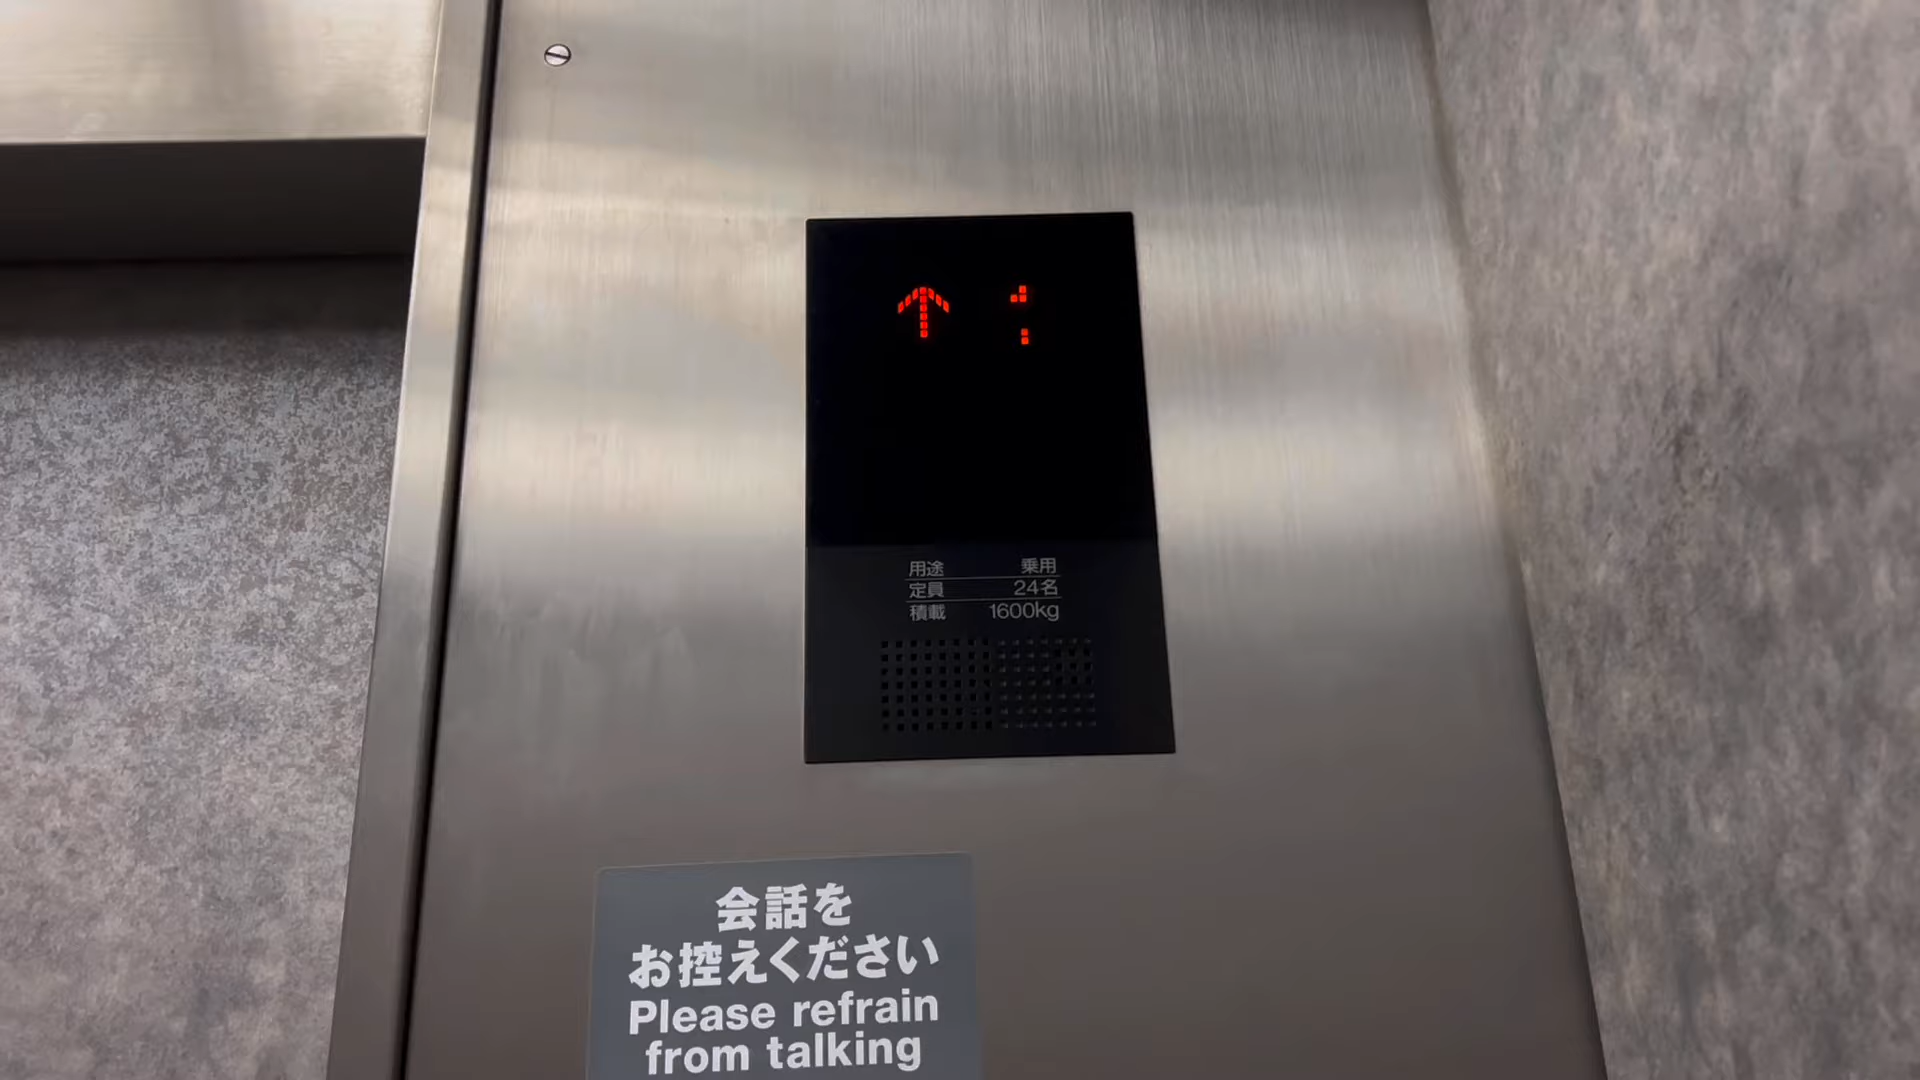 用途 乗用
定員 24名
積載 1600kg
会話を
お控えください
Please refrain
from talking